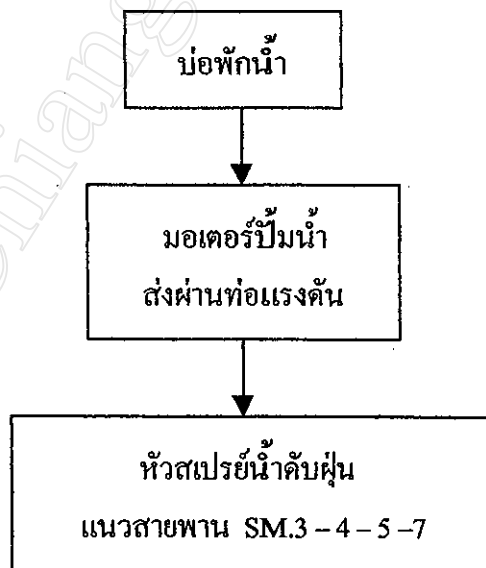 บ่อพักน้ำ
มอเตอร์ปั้มน้ำ
ส่งผ่านท่อแรงดัน
หัวสเปรย์น้ำดับฝุ่น
แนวสายพาน SM.3 – 4 – 5 –7